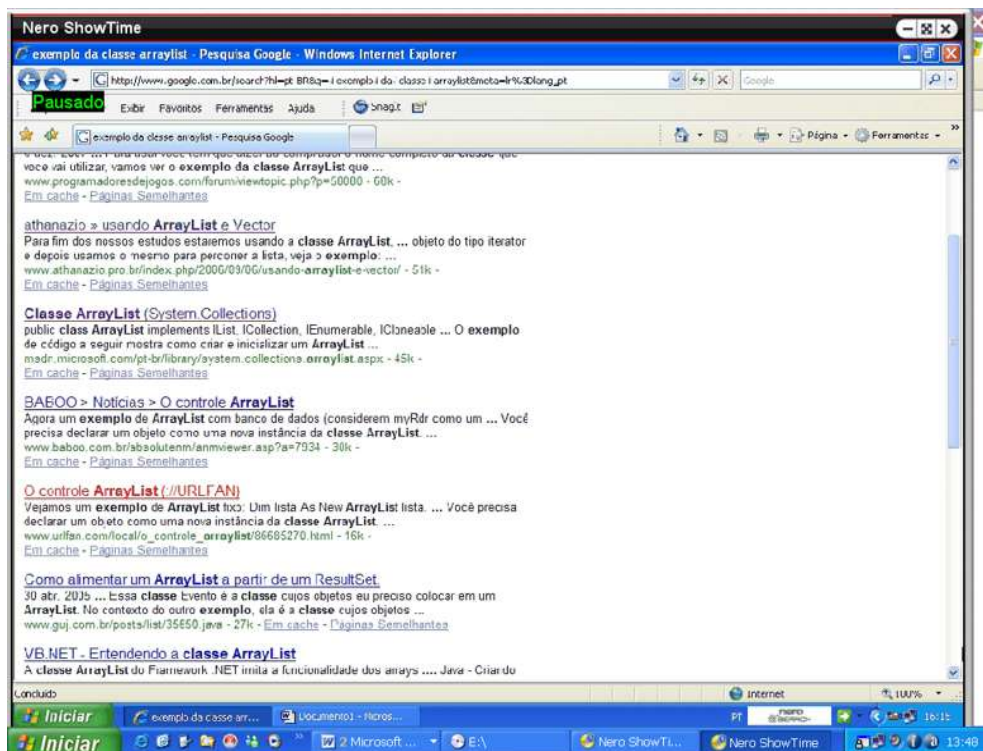 Nero ShowTime
exemplo da classe arraylist - Pesquisa Google - Windows Internet Explorer
Google
Pausado Exibir Favoritos Ferramentas Ajuda
exemplo da classe arraylist - Pesquisa Google Página Ferramentas
voce vai utilizar, vamos ver o exemplo da classe ArrayList que ...
www.programadoresdejogos.com/forum/viewtopic.php?p=50000 - 60k -
Em cache - Páginas Semelhantes
athanazio » usando ArrayList e Vector
Para fim dos nossos estudos estaremos usando a classe ArrayList, ... objeto do tipo iterator
e depois usamos o mesmo para percorrer a lista, veja o exemplo: ...
www.athanazio.pro.br/index.php/2006/09/06/usando-arraylist-e-vector/ - 51k -
Em cache - Páginas Semelhantes
Classe ArrayList (System.Collections)
public class ArrayList implements IList, ICollection, IEnumerable, ICloneable ... O exemplo
de código a seguir mostra como criar e inicializar um ArrayList ...
msdn.microsoft.com/pt-br/library/system.collections.arraylist.aspx - 45k -
Em cache - Páginas Semelhantes
BABOO > Notícias > O controle ArrayList
Agora um exemplo de ArrayList com banco de dados (considerem myRdr como um ... Você
precisa declarar um objeto como uma nova instância da classe ArrayList. ...
www.baboo.com.br/absolutenm/anmviewer.asp?a=7934 - 30k -
Em cache - Páginas Semelhantes
O controle ArrayList (://URLFAN)
Vejamos um exemplo de ArrayList fixo: Dim lista As New ArrayList lista. ... Você precisa
declarar um objeto como uma nova instância da classe ArrayList. ...
www.urlfan.com/local/o_controle_arraylist/86685270.html - 16k -
Em cache - Páginas Semelhantes
Como alimentar um ArrayList a partir de um ResultSet.
30 abr. 2005 ... Essa classe Evento é a classe cujos objetos eu preciso colocar em um
ArrayList. No contexto do outro exemplo, ela é a classe cujos objetos ...
www.guj.com.br/posts/list/35650.java - 27k - Em cache - Páginas Semelhantes
VB.NET - Entendendo a classe ArrayList
A classe ArrayList do Framework .NET imita a funcionalidade dos arrays .... Java - Criando
Concluído Internet 100%
Iniciar exemplo da classe arr... Documento1 - Micros... PT nero 16:15
Iniciar 2 Microsoft ... E:\ Nero ShowTi... Nero ShowTime 13:48